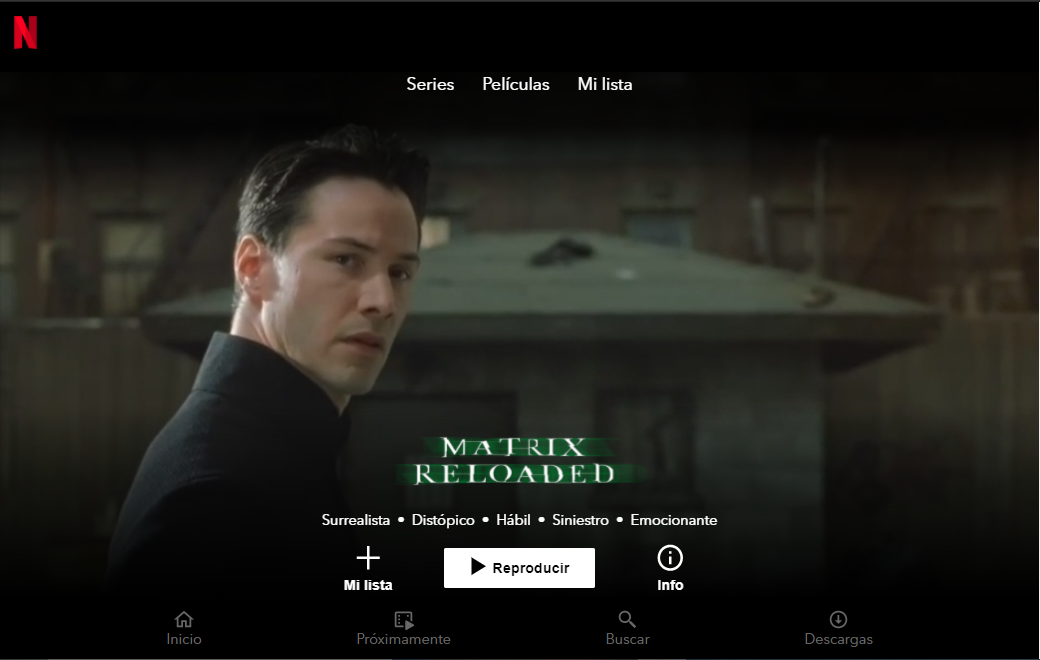 N
Series Películas Mi lista
MATRIX
RELOADED
Surrealista • Distópico • Hábil • Siniestro • Emocionante
Mi lista Reproducir Info
Inicio Próximamente Buscar Descargas